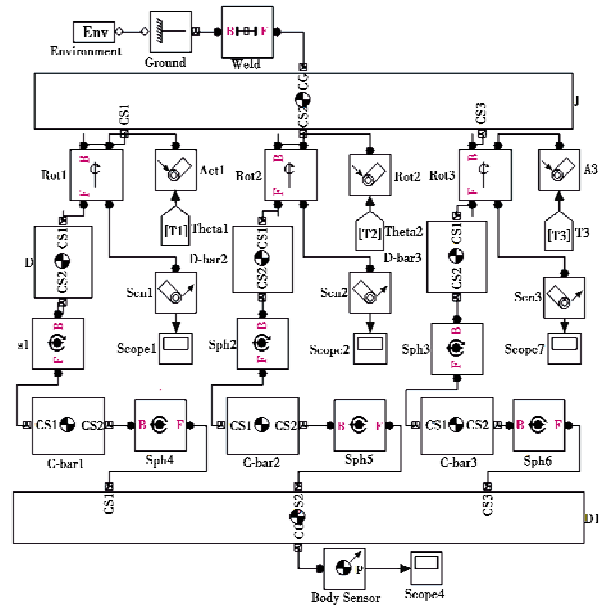 Env
B F
Environment
Ground
Weld
CG
CS1
CS2
CS3
J
B
F
Rot1
Act1
B
F
Rot2
Rot2
B
F
Rot3
A3
[T1]
Theta1
[T2]
Theta2
[T3]
T3
CS1
CS2
D
D-bar2
CS1
CS2
D-bar3
CS1
CS2
Sen1
Sen2
Sen3
B
F
s1
Scope1
B
F
Sph2
Scope2
B
F
Sph3
Scope7
CS1 CS2
B F
CS1 CS2
B F
CS1 CS2
B F
C-bar1
Sph4
C-bar2
Sph5
C-bar3
Sph6
CS1
CS2
CS3
CG
P
Body Sensor
Scope4